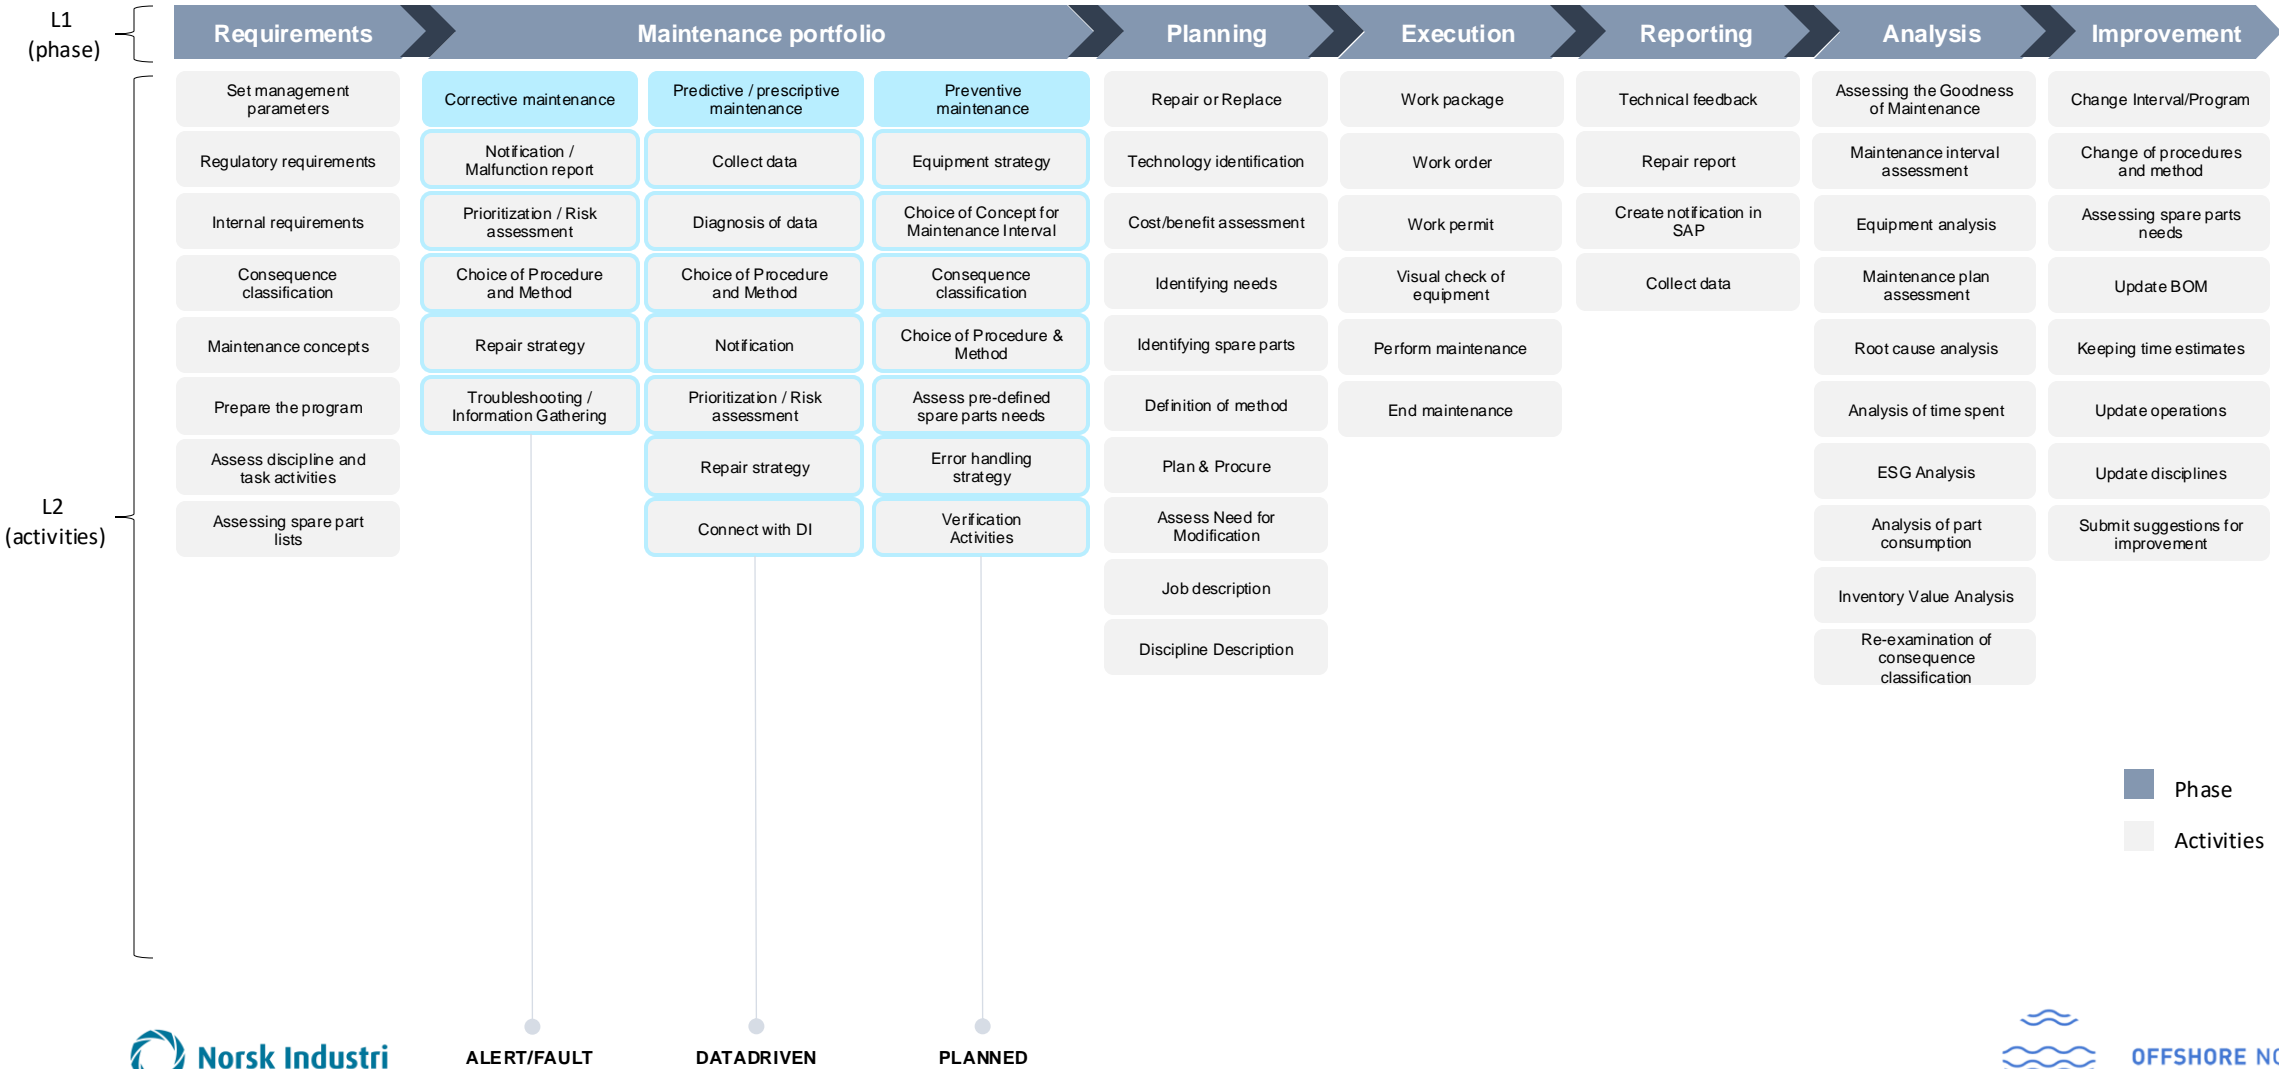 L1
(phase)
Requirements
Maintenance portfolio
Planning
Execution
Reporting
Analysis
Improvement
L2
(activities)
Set management
parameters
Regulatory requirements
Internal requirements
Consequence
classification
Maintenance concepts
Prepare the program
Assess discipline and
task activities
Assessing spare part
lists
Corrective maintenance
Notification /
Malfunction report
Prioritization / Risk
assessment
Choice of Procedure
and Method
Repair strategy
Troubleshooting /
Information Gathering
Predictive / prescriptive
maintenance
Collect data
Diagnosis of data
Choice of Procedure
and Method
Notification
Prioritization / Risk
assessment
Repair strategy
Connect with DI
Preventive
maintenance
Equipment strategy
Choice of Concept for
Maintenance Interval
Consequence
classification
Choice of Procedure &
Method
Assess pre-defined
spare parts needs
Error handling
strategy
Verification
Activities
Repair or Replace
Technology identification
Cost/benefit assessment
Identifying needs
Identifying spare parts
Definition of method
Plan & Procure
Assess Need for
Modification
Job description
Discipline Description
Work package
Work order
Work permit
Visual check of
equipment
Perform maintenance
End maintenance
Technical feedback
Repair report
Create notification in
SAP
Collect data
Assessing the Goodness
of Maintenance
Maintenance interval
assessment
Equipment analysis
Maintenance plan
assessment
Root cause analysis
Analysis of time spent
ESG Analysis
Analysis of part
consumption
Inventory Value Analysis
Re-examination of
consequence
classification
Change Interval/Program
Change of procedures
and method
Assessing spare parts
needs
Update BOM
Keeping time estimates
Update operations
Update disciplines
Submit suggestions for
improvement
Phase
Activities
ALERT/FAULT
DATADRIVEN
PLANNED
Norsk Industri
OFFSHORE NO